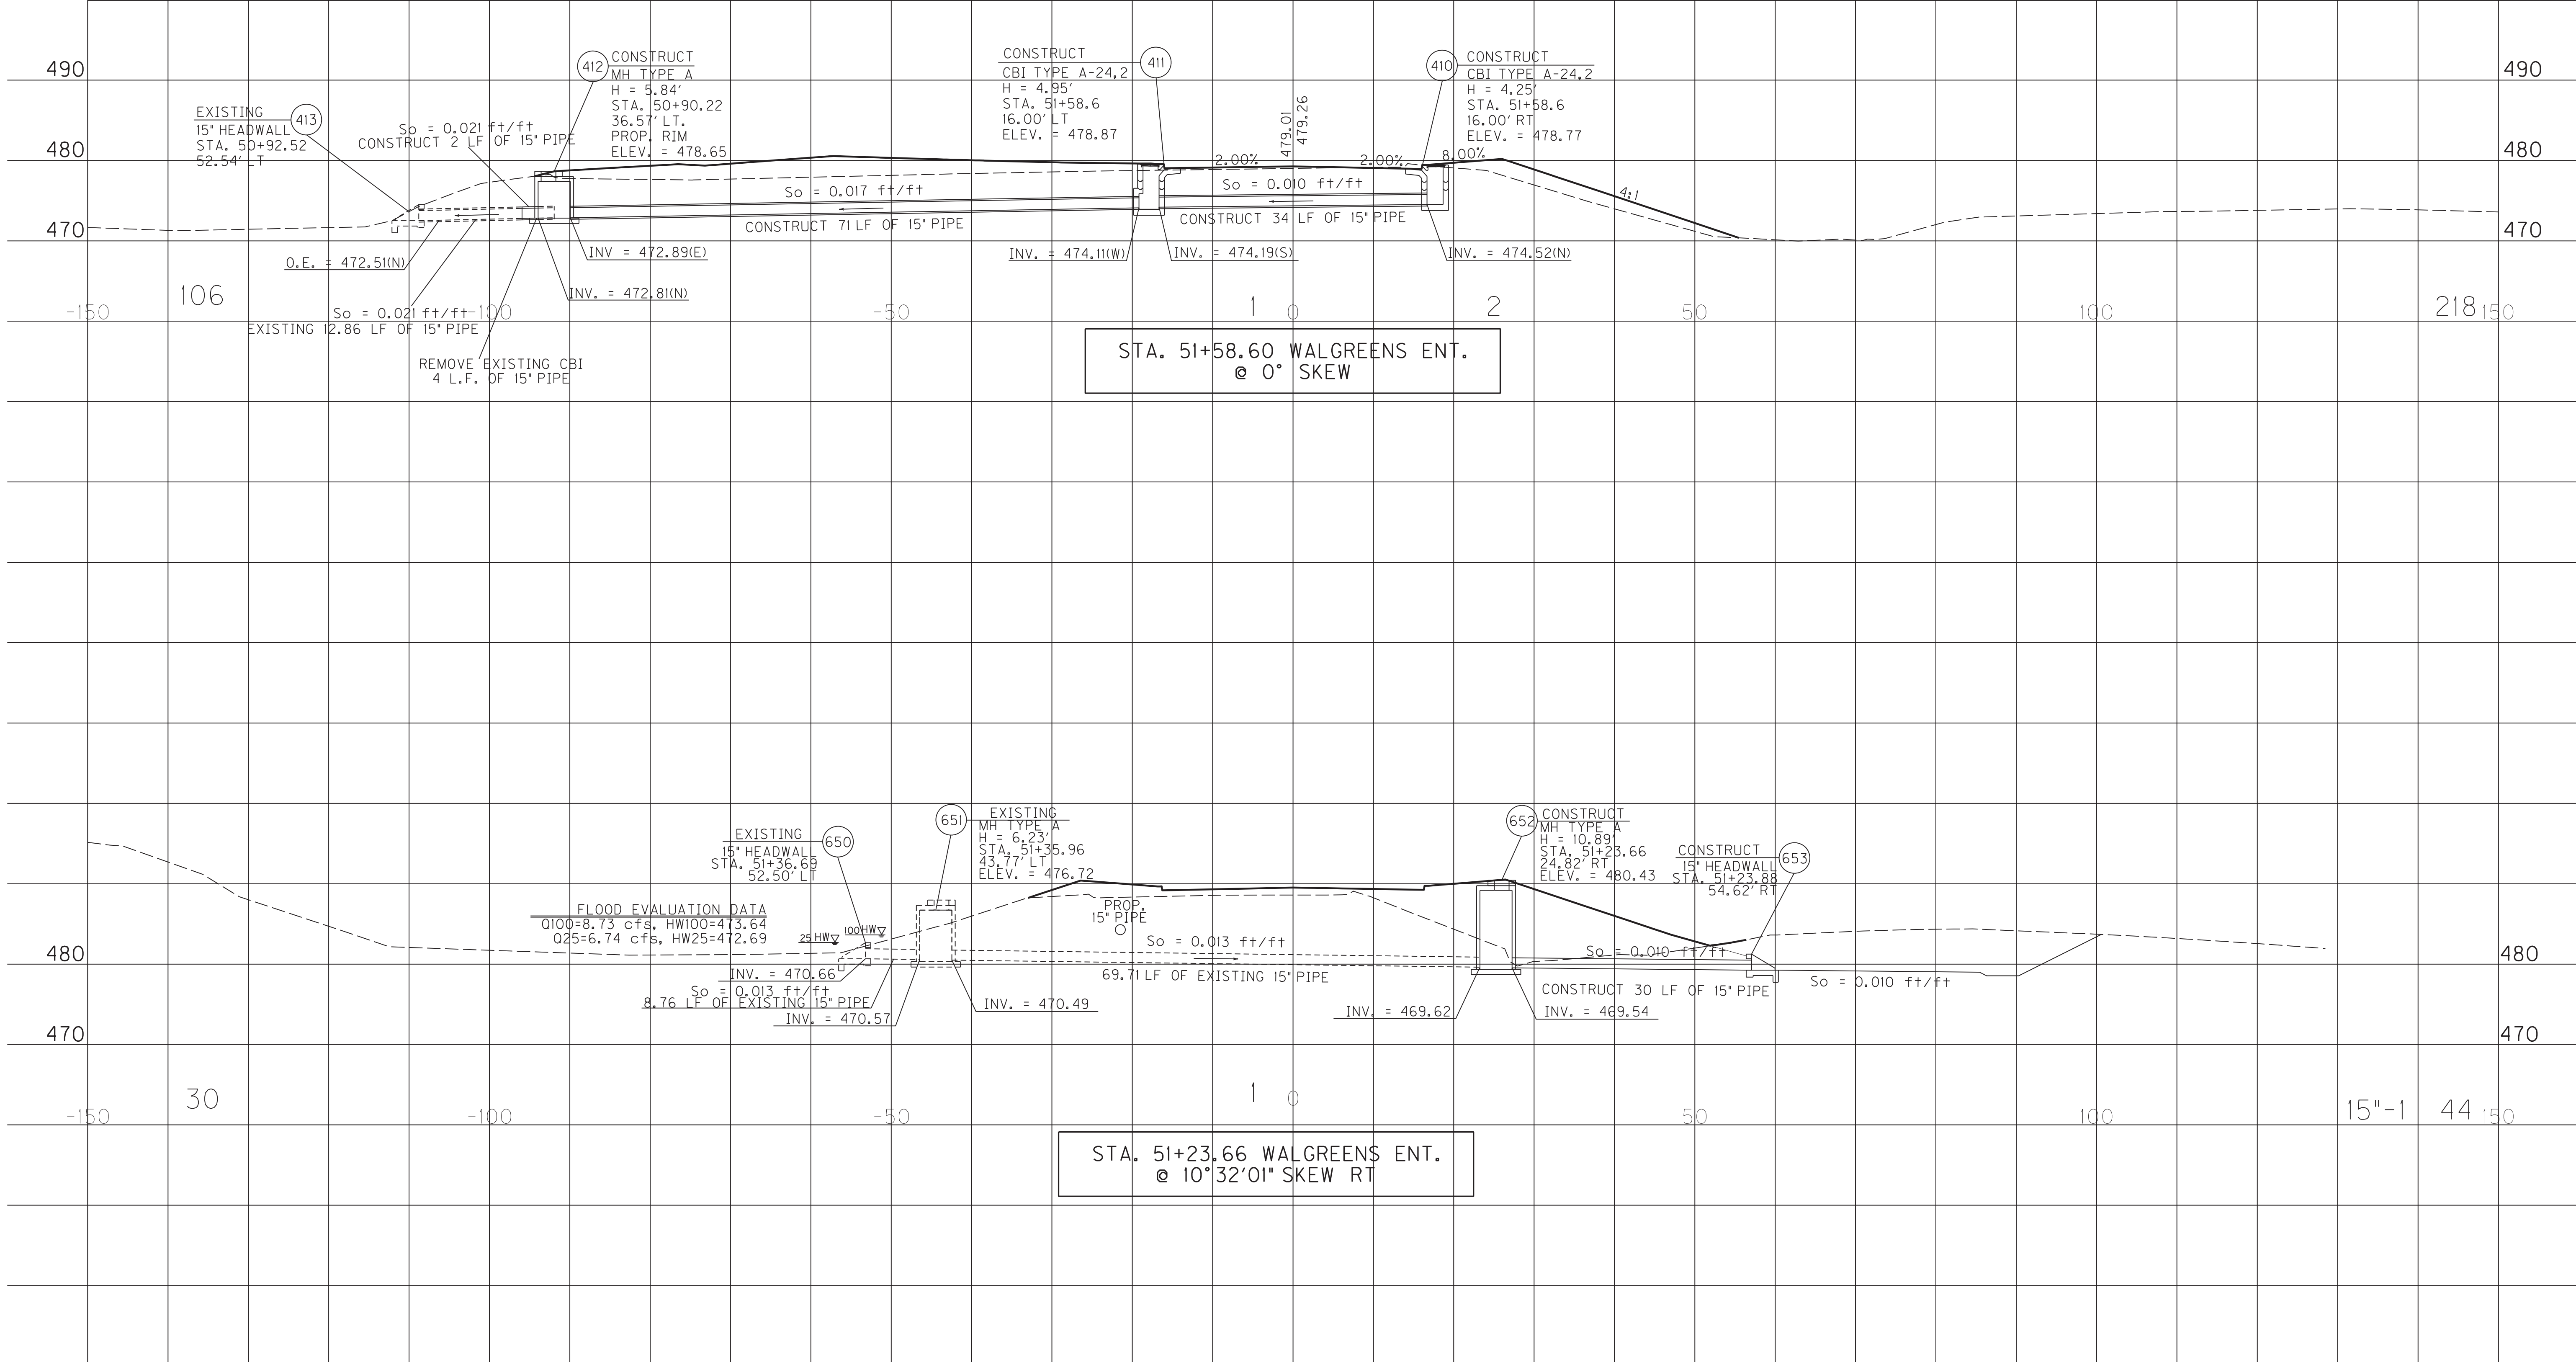 490
490
480
480
470
470
EXISTING
413
15" HEADWALL
STA. 50+92.52
52.54' LT
So = 0.021 ft/ft
CONSTRUCT 2 LF OF 15" PIPE
412
CONSTRUCT
MH TYPE A
H = 5.84'
STA. 50+90.22
36.57' LT.
PROP. RIM
ELEV. = 478.65
CONSTRUCT
411
CBI TYPE A-24.2
H = 4.95'
STA. 51+58.6
16.00' LT
ELEV. = 478.87
479.01
479.26
410
CONSTRUCT
CBI TYPE A-24.2
H = 4.25'
STA. 51+58.6
16.00' RT
ELEV. = 478.77
2.00%
2.00%
8.00%
4:1
So = 0.017 ft/ft
So = 0.010 ft/ft
CONSTRUCT 71 LF OF 15" PIPE
CONSTRUCT 34 LF OF 15" PIPE
O.E. = 472.51(N)
INV = 472.89(E)
INV. = 474.11(W)
INV. = 474.19(S)
INV. = 474.52(N)
INV. = 472.81(N)
106
1
2
218
-150
-100
-50
0
50
100
150
So = 0.021 ft/ft
EXISTING 12.86 LF OF 15" PIPE
REMOVE EXISTING CBI
4 L.F. OF 15" PIPE
STA. 51+58.60 WALGREENS ENT.
@ 0° SKEW
EXISTING
650
15" HEADWALL
STA. 51+36.69
52.50' LT
651
EXISTING
MH TYPE A
H = 6.23'
STA. 51+35.96
43.77' LT
ELEV. = 476.72
652
CONSTRUCT
MH TYPE A
H = 10.89'
STA. 51+23.66
24.82' RT
ELEV. = 480.43
CONSTRUCT
653
15" HEADWALL
STA. 51+23.88
54.62' RT
FLOOD EVALUATION DATA
Q100=8.73 cfs, HW100=473.64
Q25=6.74 cfs, HW25=472.69
25 HW
100HW
PROP.
15" PIPE
480
480
So = 0.013 ft/ft
So = 0.010 ft/ft
69.71 LF OF EXISTING 15" PIPE
INV. = 470.66
So = 0.013 ft/ft
8.76 LF OF EXISTING 15" PIPE
INV. = 470.57
INV. = 470.49
CONSTRUCT 30 LF OF 15" PIPE
So = 0.010 ft/ft
INV. = 469.62
INV. = 469.54
470
470
30
1
15"-1
44
-150
-100
-50
0
50
100
150
STA. 51+23.66 WALGREENS ENT.
@ 10°32'01" SKEW RT